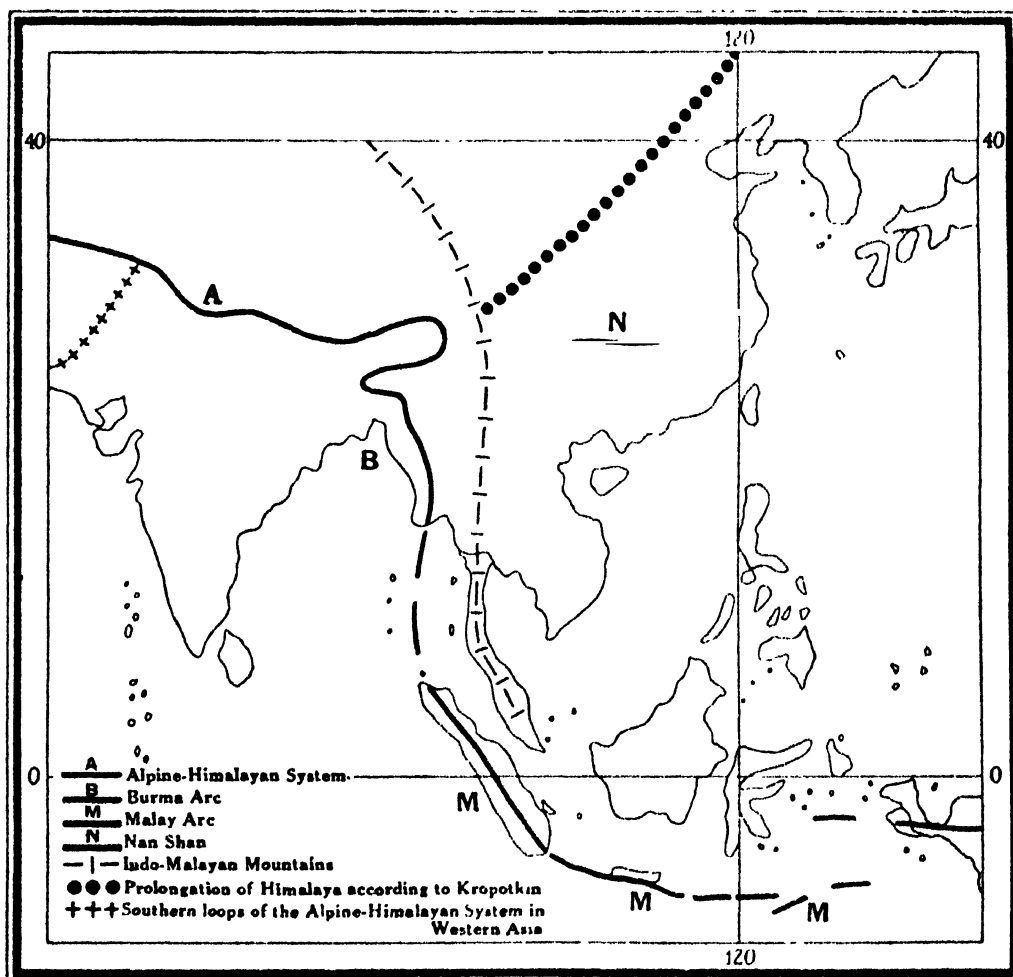 120
40
40
A
N
B
0
0
A
Alpine-Himalayan System
B
Burma Arc
M
M
Malay Arc
N
Nan Shan
Indo-Malayan Mountains
Prolongation of Himalaya according to Kropotkin
Southern loops of the Alpine-Himalayan System in
Western Asia
M
M
120